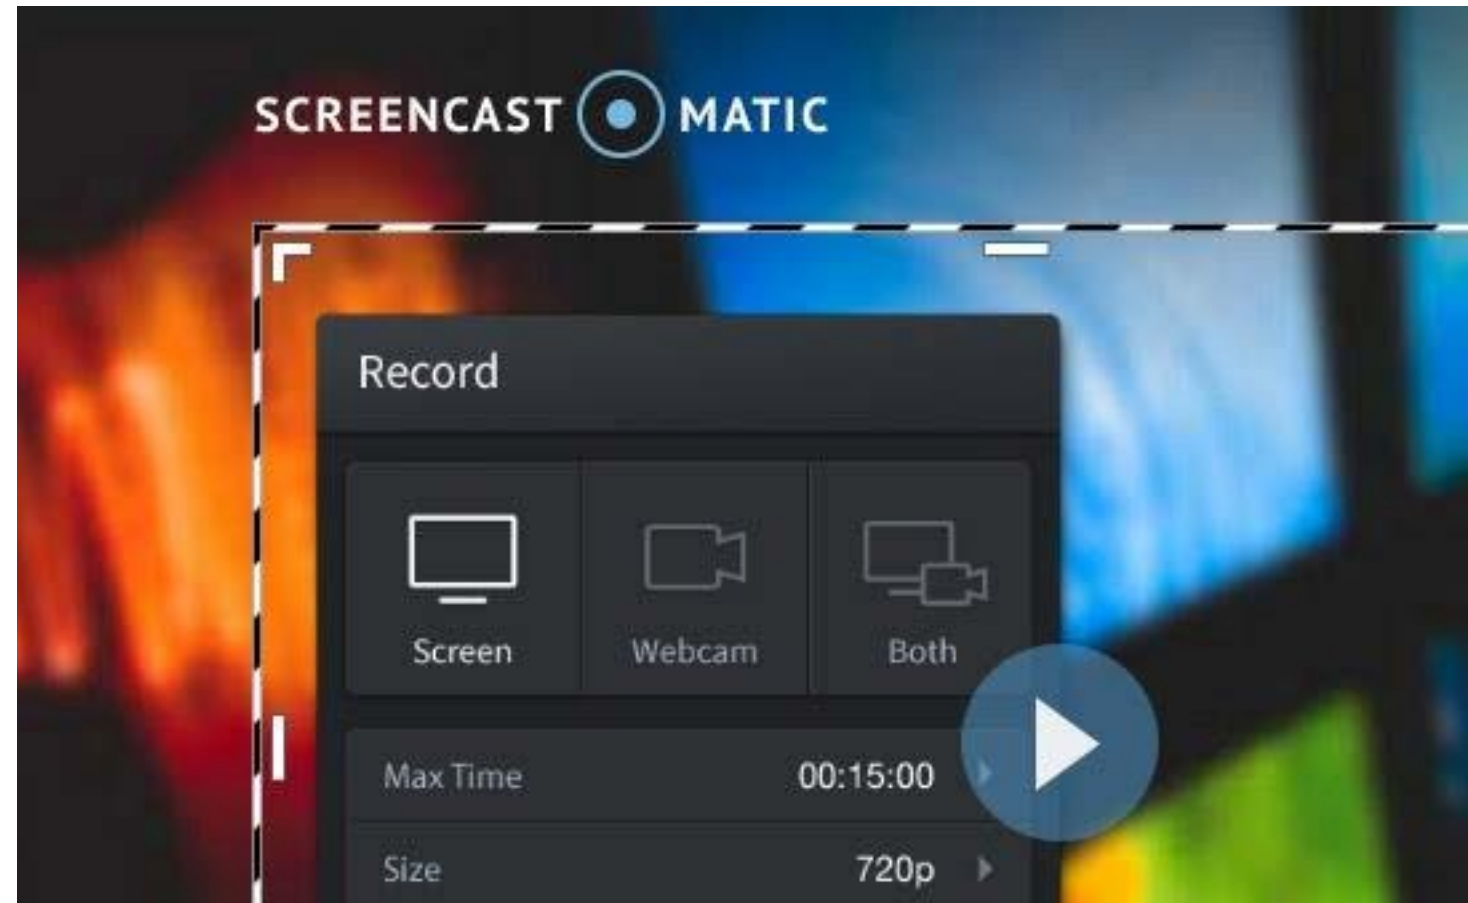 SCREENCAST MATIC
Record
Screen Webcam Both
Max Time 00:15:00
Size 720p